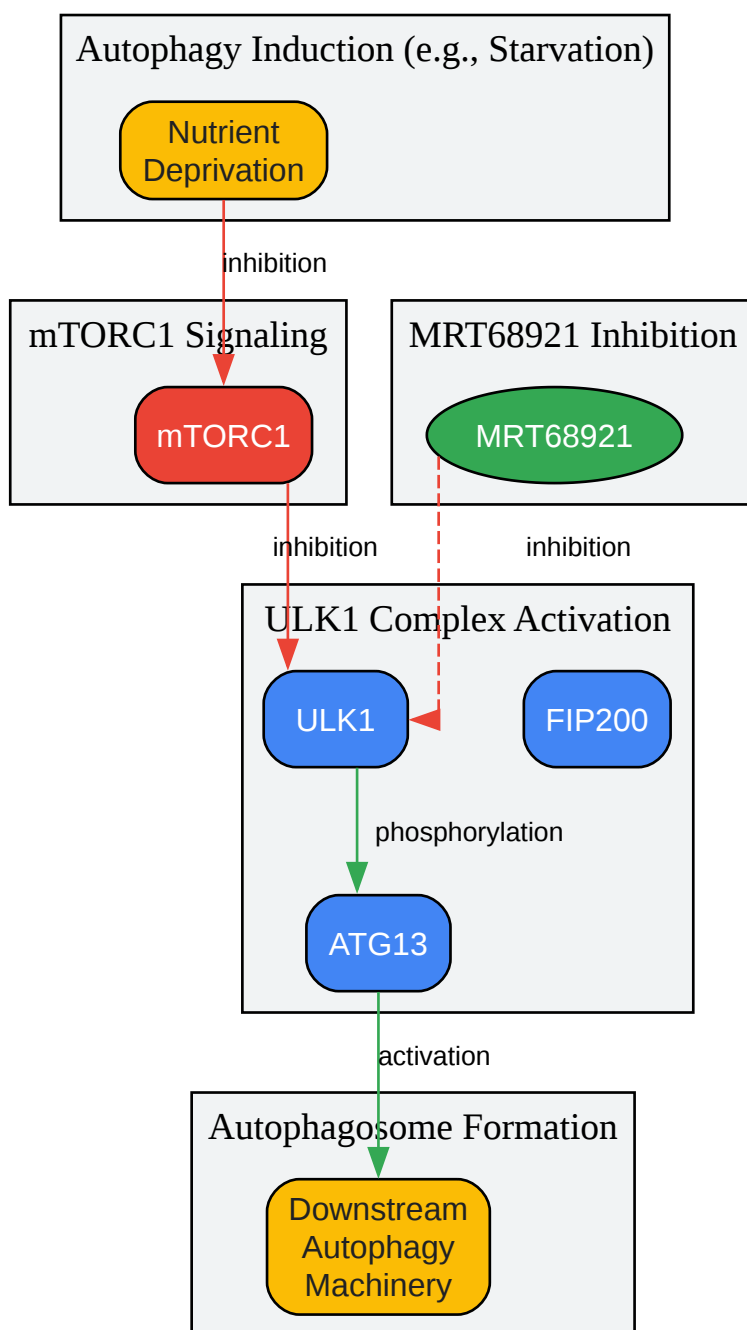 Autophagy Induction (e.g., Starvation)
Nutrient
Deprivation
inhibition
mTORC1 Signaling
MRT68921 Inhibition
mTORC1
MRT68921
inhibition
inhibition
ULK1 Complex Activation
ULK1
FIP200
phosphorylation
ATG13
activation
Autophagosome Formation
Downstream
Autophagy
Machinery